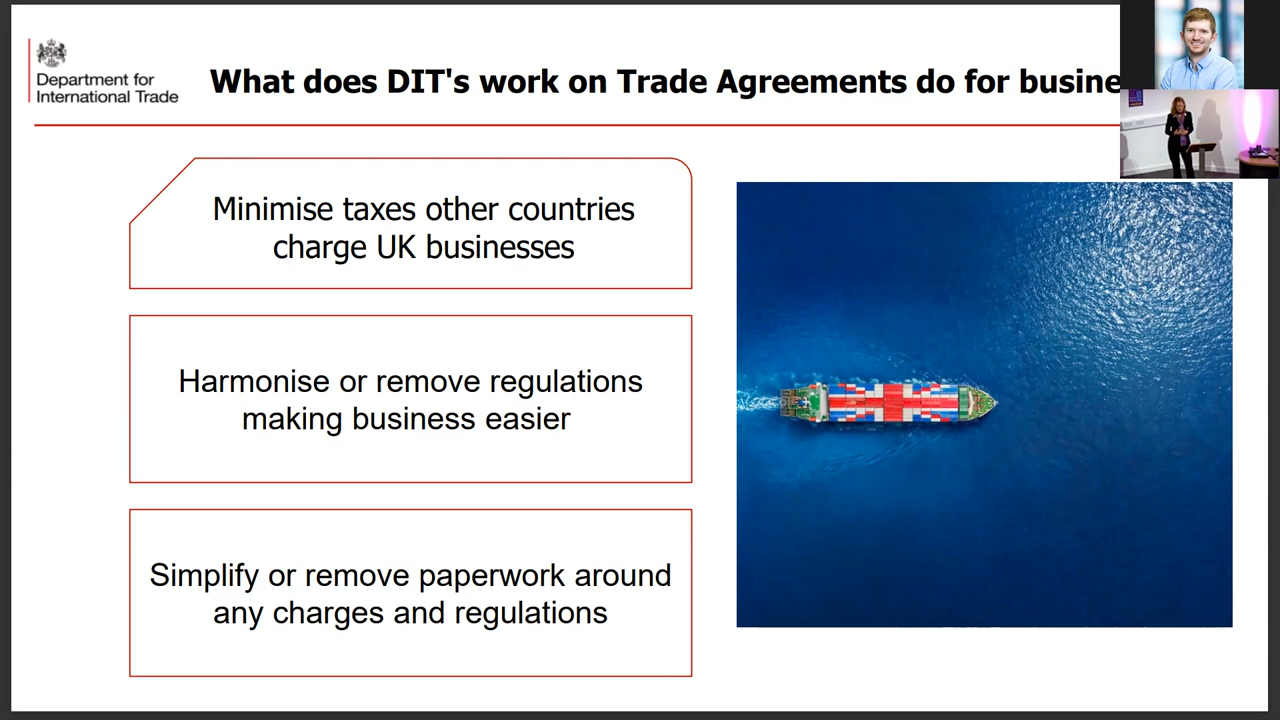 Department for
International Trade
What does DIT's work on Trade Agreements do for busine
Minimise taxes other countries
charge UK businesses
Harmonise or remove regulations
making business easier
Simplify or remove paperwork around
any charges and regulations